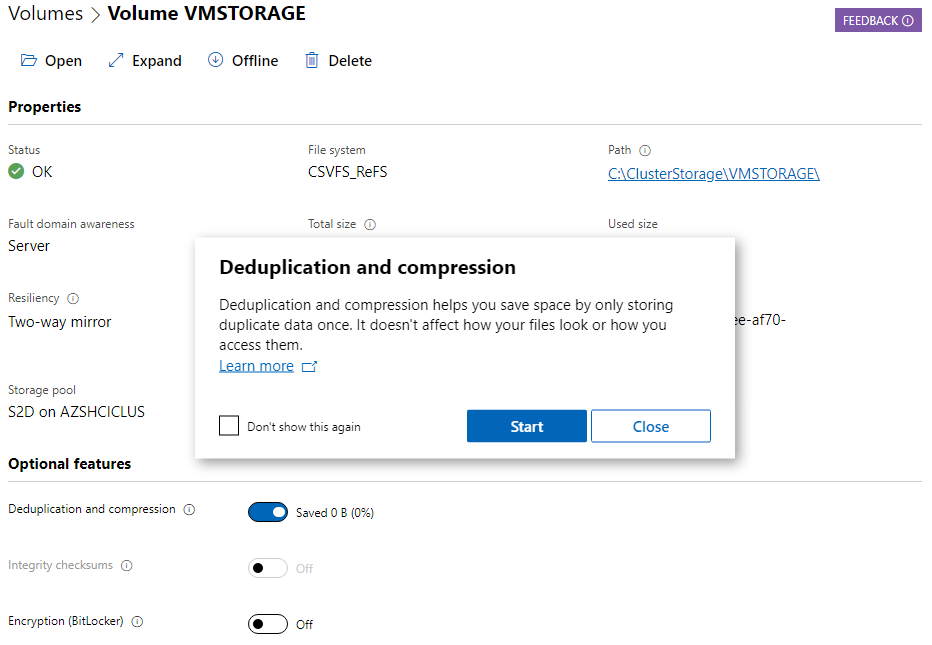 Volumes > Volume VMSTORAGE
FEEDBACK
Open Expand Offline Delete
Properties
Status File system Path
OK CSVFS_ReFS C:\ClusterStorage\VMSTORAGE\
Fault domain awareness Total size Used size
Server
Resiliency
Two-way mirror
ee-af70-
Storage pool
S2D on AZSHCICLUS
Deduplication and compression
Deduplication and compression helps you save space by only storing
duplicate data once. It doesn't affect how your files look or how you
access them.
Learn more
Don't show this again Start Close
Optional features
Deduplication and compression Saved 0 B (0%)
Integrity checksums Off
Encryption (BitLocker) Off